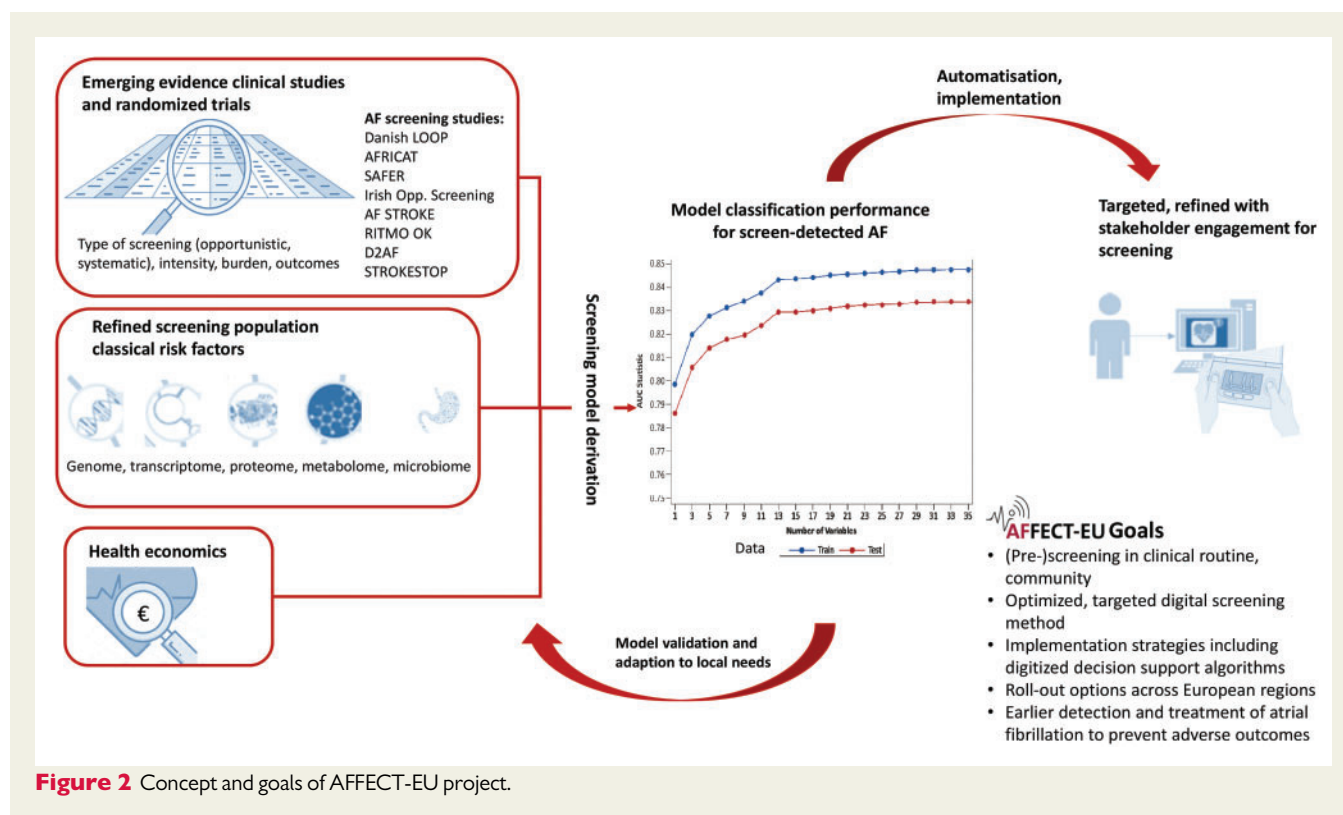 Emerging evidence clinical studies
and randomized trials
AF screening studies:
Danish LOOP
AFRICAT
SAFER
Irish Opp. Screening
AF STROKE
RITMO OK
D2AF
STROKESTOP
Type of screening (opportunistic,
systematic), intensity, burden, outcomes
Refined screening population
classical risk factors
Genome, transcriptome, proteome, metabolome, microbiome
Health economics
€
Screening model derivation
Model classification performance
for screen-detected AF
AUC Statistic
0.85
0.84
0.83
0.82
0.81
0.80
0.79
0.78
0.77
0.76
0.75
1 3 5 7 9 11 13 15 17 19 21 23 25 27 29 31 33 35
Number of Variables
Data Train Test
Model validation and
adaption to local needs
Automatisation,
implementation
Targeted, refined with
stakeholder engagement for
screening
AFFECT-EU Goals
• (Pre-)screening in clinical routine,
community
• Optimized, targeted digital screening
method
• Implementation strategies including
digitized decision support algorithms
• Roll-out options across European regions
• Earlier detection and treatment of atrial
fibrillation to prevent adverse outcomes
Figure 2 Concept and goals of AFFECT-EU project.